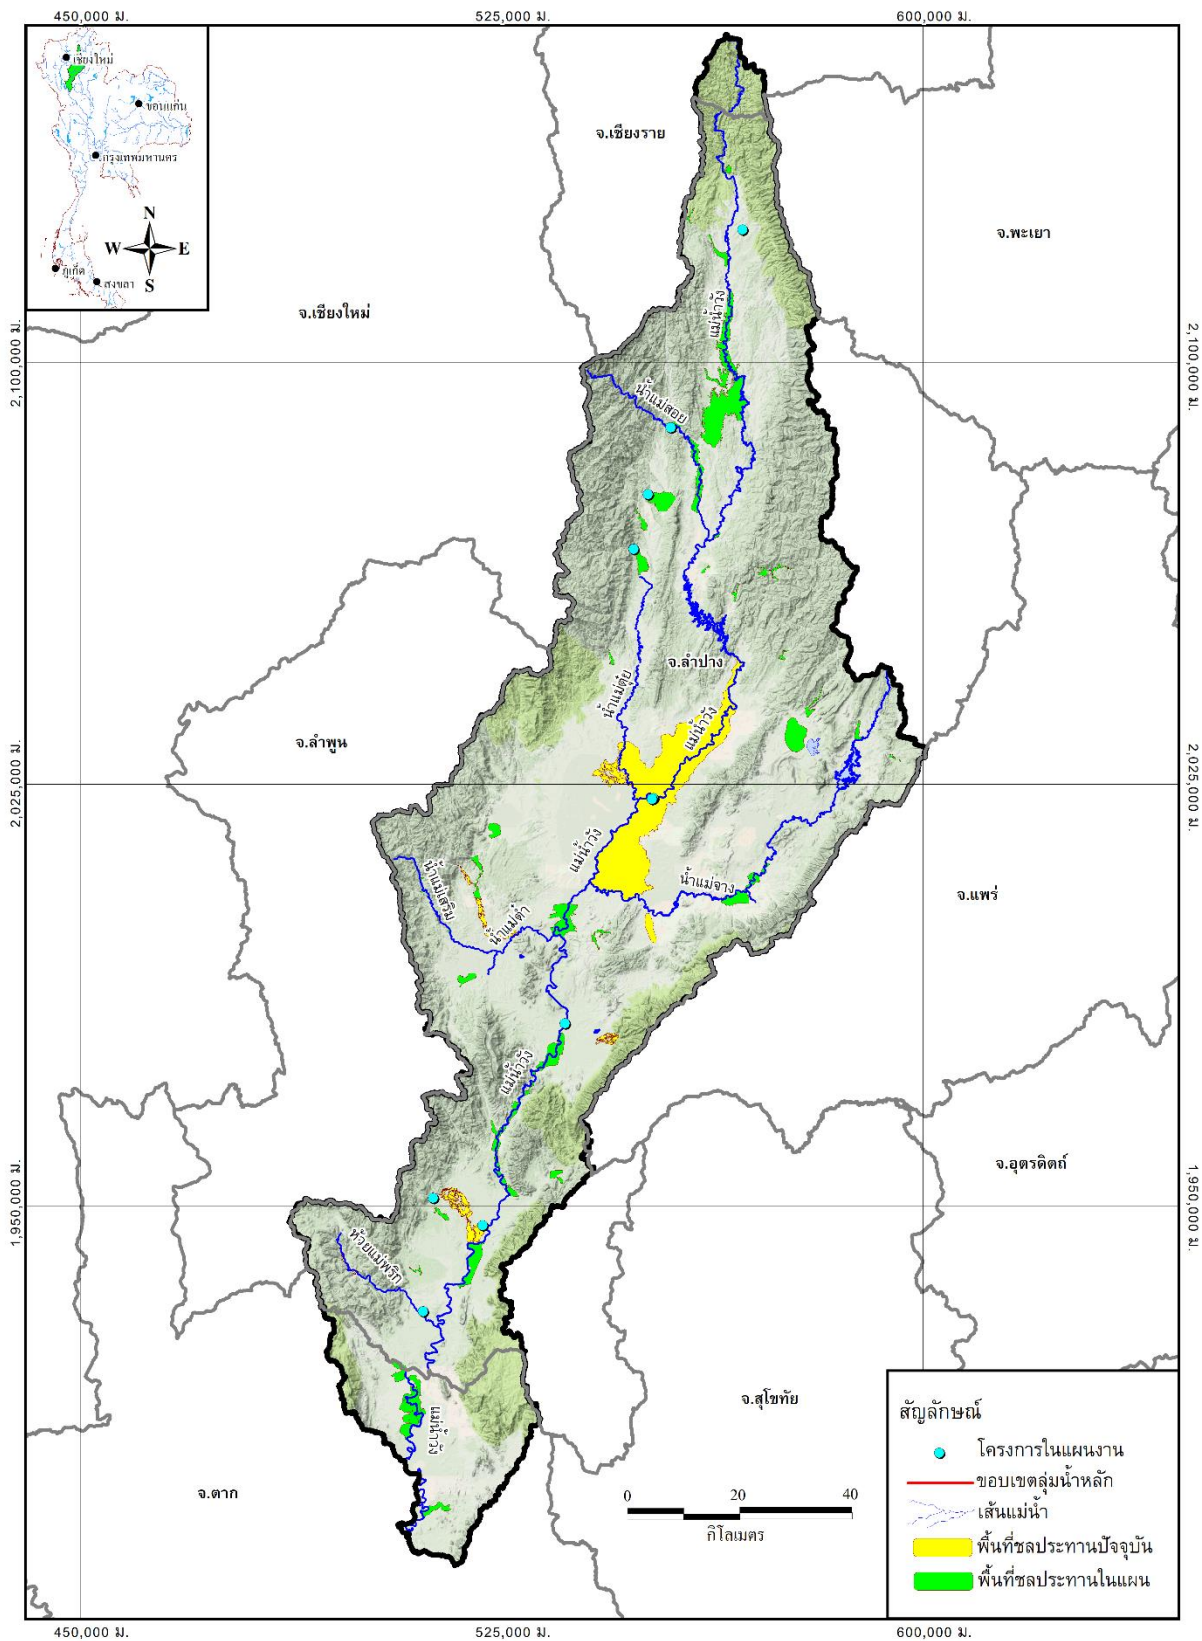 450,000 ม.
525,000 ม.
600,000 ม.
เชียงใหม่
ขอนแก่น
กรุงเทพมหานคร
N
W
E
S
ภูเก็ต
สงขลา
จ.เชียงราย
จ.พะเยา
จ.เชียงใหม่
แม่น้ำวัง
2,100,000 ม.
2,100,000 ม.
น้ำแม่สอย
จ.ลำปาง
น้ำแม่ตุ๋ย
แม่น้ำวัง
จ.ลำพูน
2,025,000 ม.
2,025,000 ม.
แม่น้ำวัง
น้ำแม่เสริม
น้ำแม่จาง
จ.แพร่
น้ำแม่ต๋ำ
แม่น้ำวัง
จ.อุตรดิตถ์
1,950,000 ม.
1,950,000 ม.
ห้วยแม่พริก
จ.สุโขทัย
แม่น้ำวัง
จ.ตาก
0
20
40
กิโลเมตร
สัญลักษณ์
โครงการในแผนงาน
ขอบเขตลุ่มน้ำหลัก
เส้นแม่น้ำ
พื้นที่ชลประทานปัจจุบัน
พื้นที่ชลประทานในแผน
450,000 ม.
525,000 ม.
600,000 ม.